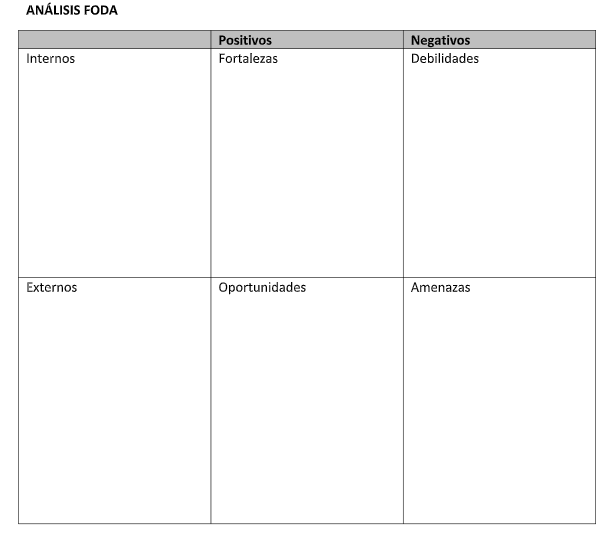 ANÁLISIS FODA
Positivos Negativos
Internos Fortalezas Debilidades
Externos Oportunidades Amenazas